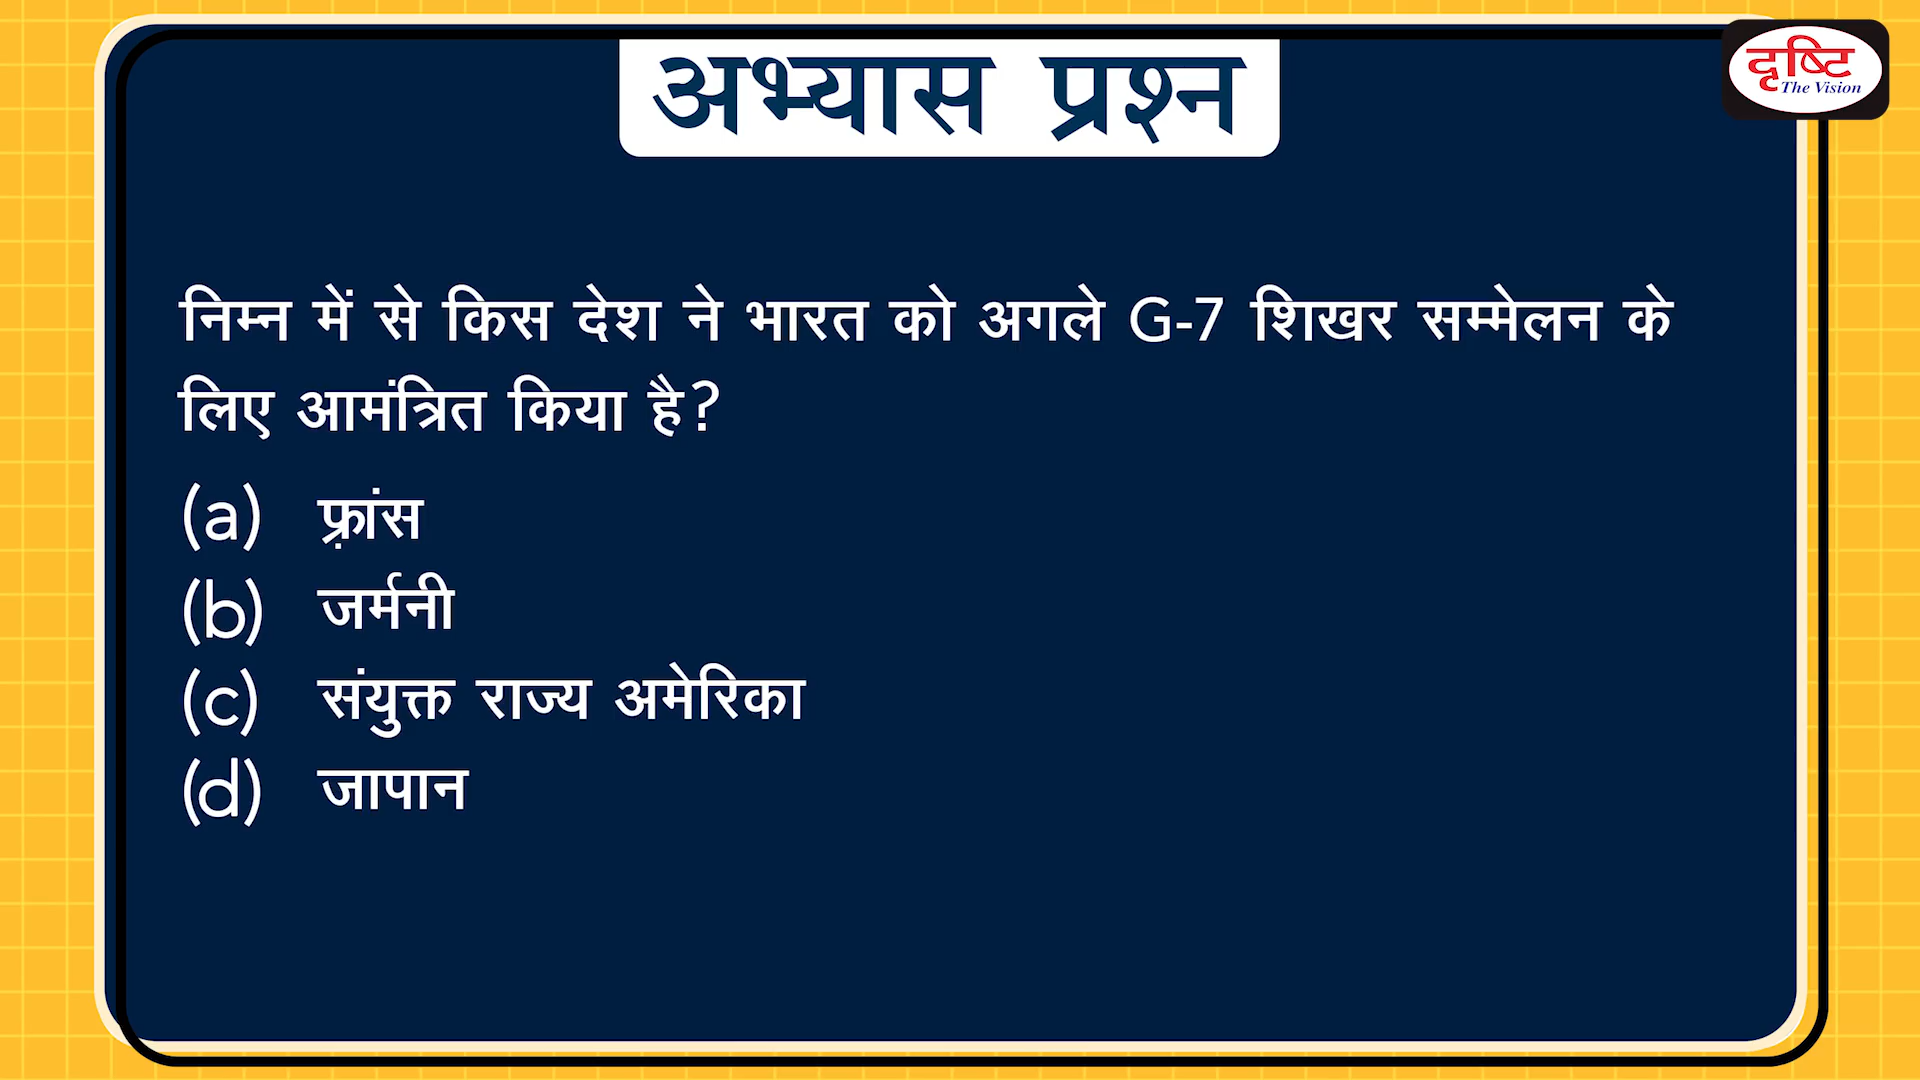 अभ्यास प्रश्न
दृष्टि
The Vision
निम्न में से किस देश ने भारत को अगले G-7 शिखर सम्मेलन के
लिए आमंत्रित किया है?
(a) फ़्रांस
(b) जर्मनी
(c) संयुक्त राज्य अमेरिका
(d) जापान